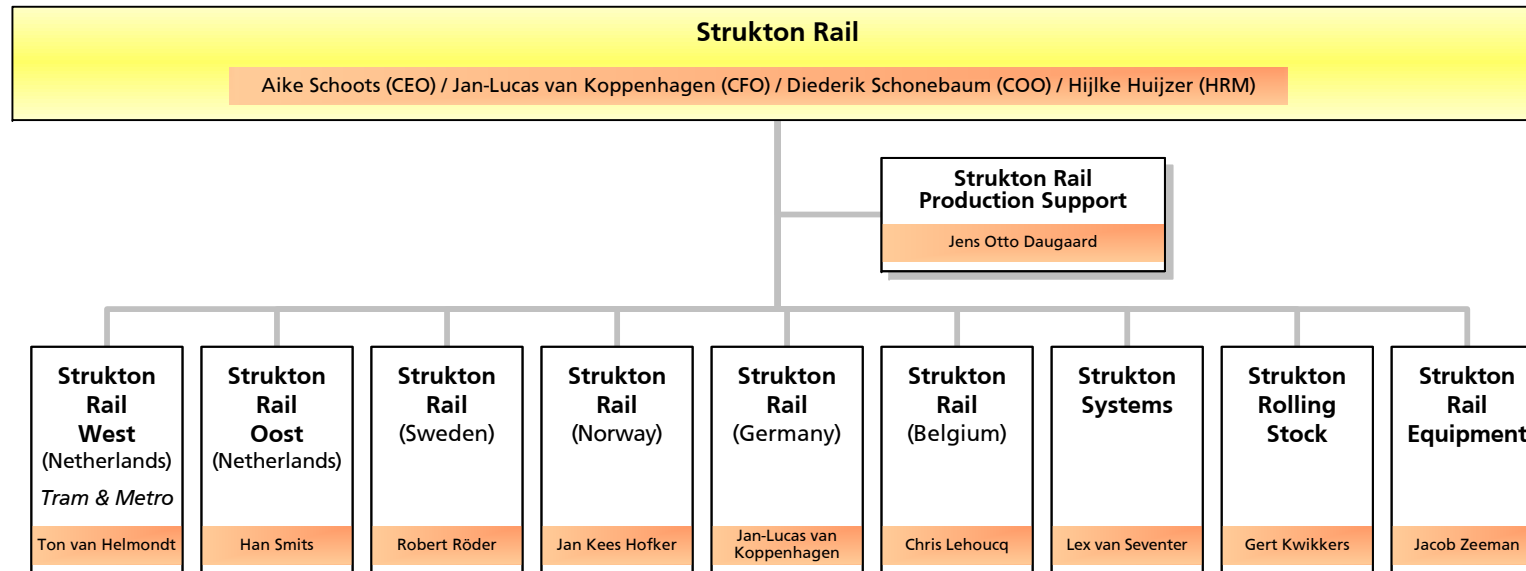 Strukton Rail
Aike Schoots (CEO) / Jan-Lucas van Koppenhagen (CFO) / Diederik Schonebaum (COO) / Hijlke Huijzer (HRM)
Strukton Rail
Production Support
Jens Otto Daugaard
Strukton
Rail
West
(Netherlands)
Tram & Metro
Ton van Helmondt
Strukton
Rail
Oost
(Netherlands)
Han Smits
Strukton
Rail
(Sweden)
Robert Röder
Strukton
Rail
(Norway)
Jan Kees Hofker
Strukton
Rail
(Germany)
Jan-Lucas van
Koppenhagen
Strukton
Rail
(Belgium)
Chris Lehoucq
Strukton
Systems
Lex van Seventer
Strukton
Rolling
Stock
Gert Kwikkers
Strukton
Rail
Equipment
Jacob Zeeman